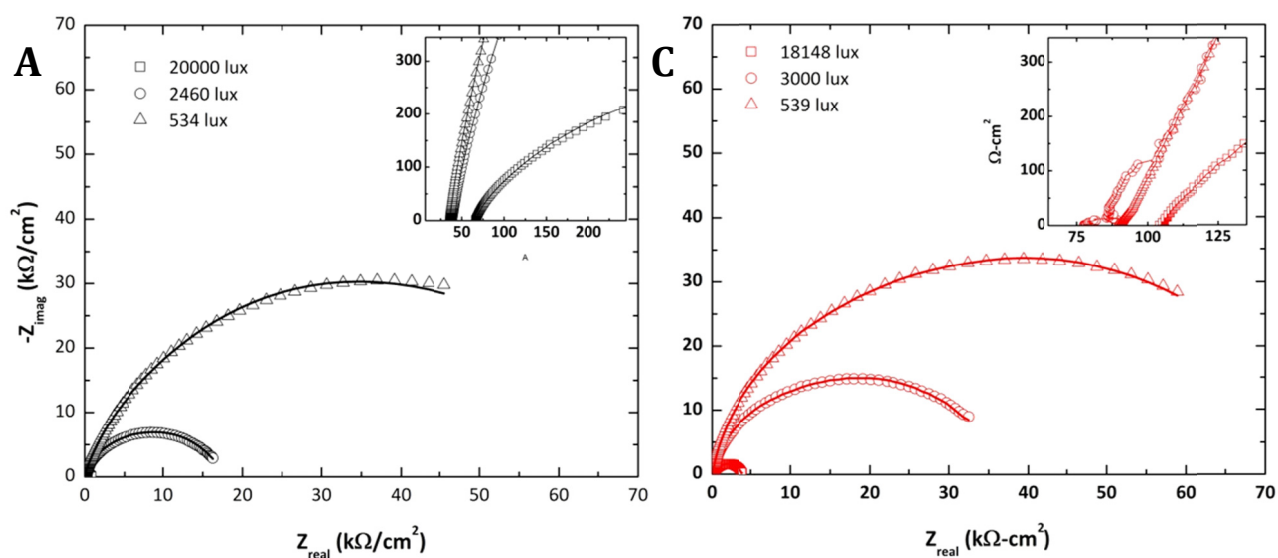 A
20000 lux
2460 lux
534 lux
300
200
100
0
50 100 150 200
A
70
60
50
40
30
20
10
0
-Z_imag (kΩ/cm²)
0 10 20 30 40 50 60 70
Z_real (kΩ/cm²)
C
18148 lux
3000 lux
539 lux
Ω-cm²
300
200
100
0
75 100 125
70
60
50
40
30
20
10
0
0 10 20 30 40 50 60 70
Z_real (kΩ-cm²)